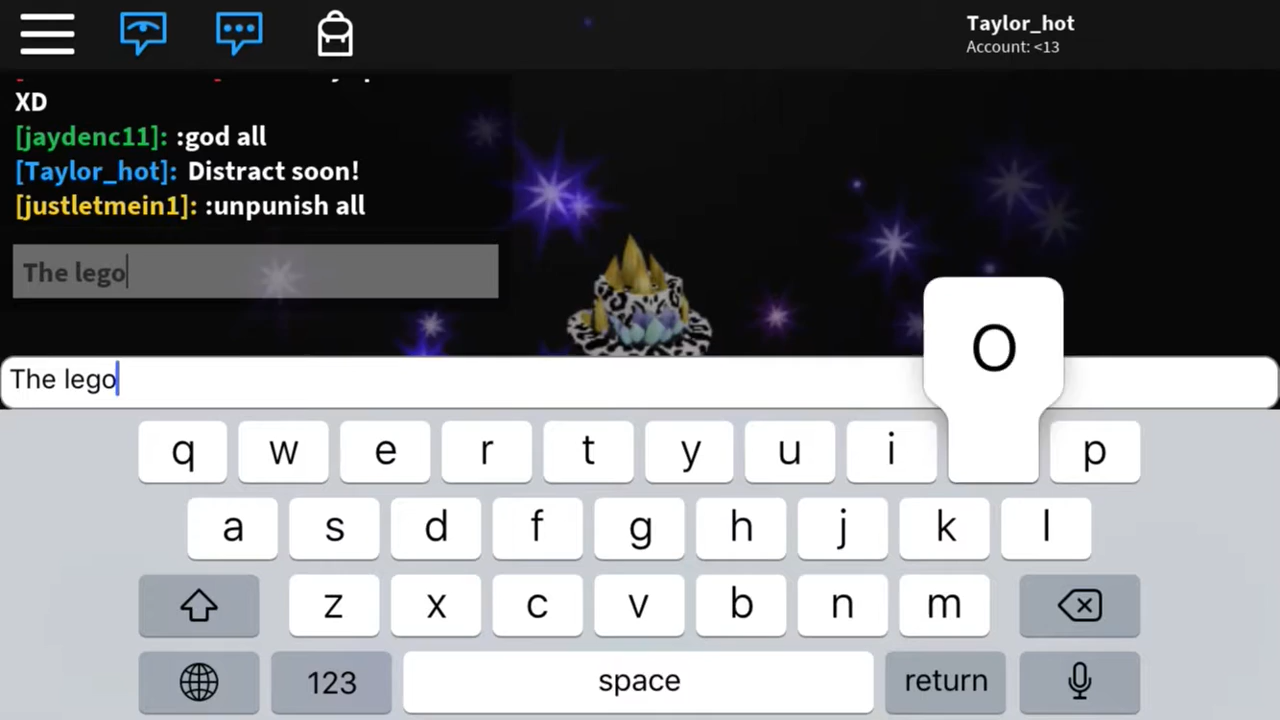 Taylor_hot
Account: <13
XD
[jaydenc11]: :god all
[Taylor_hot]: Distract soon!
[justletmein1]: :unpunish all
The lego
The lego
O
q w e r t y u i p
a s d f g h j k l
z x c v b n m
123 space return